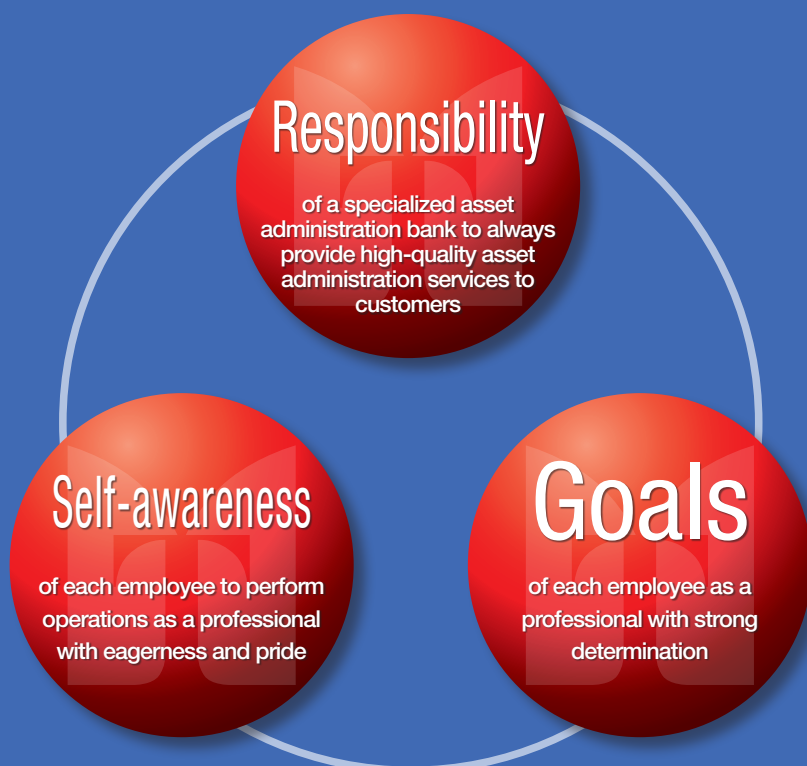 Responsibility
of a specialized asset
administration bank to always
provide high-quality asset
administration services to
customers
Self-awareness
of each employee to perform
operations as a professional
with eagerness and pride
Goals
of each employee as a
professional with strong
determination